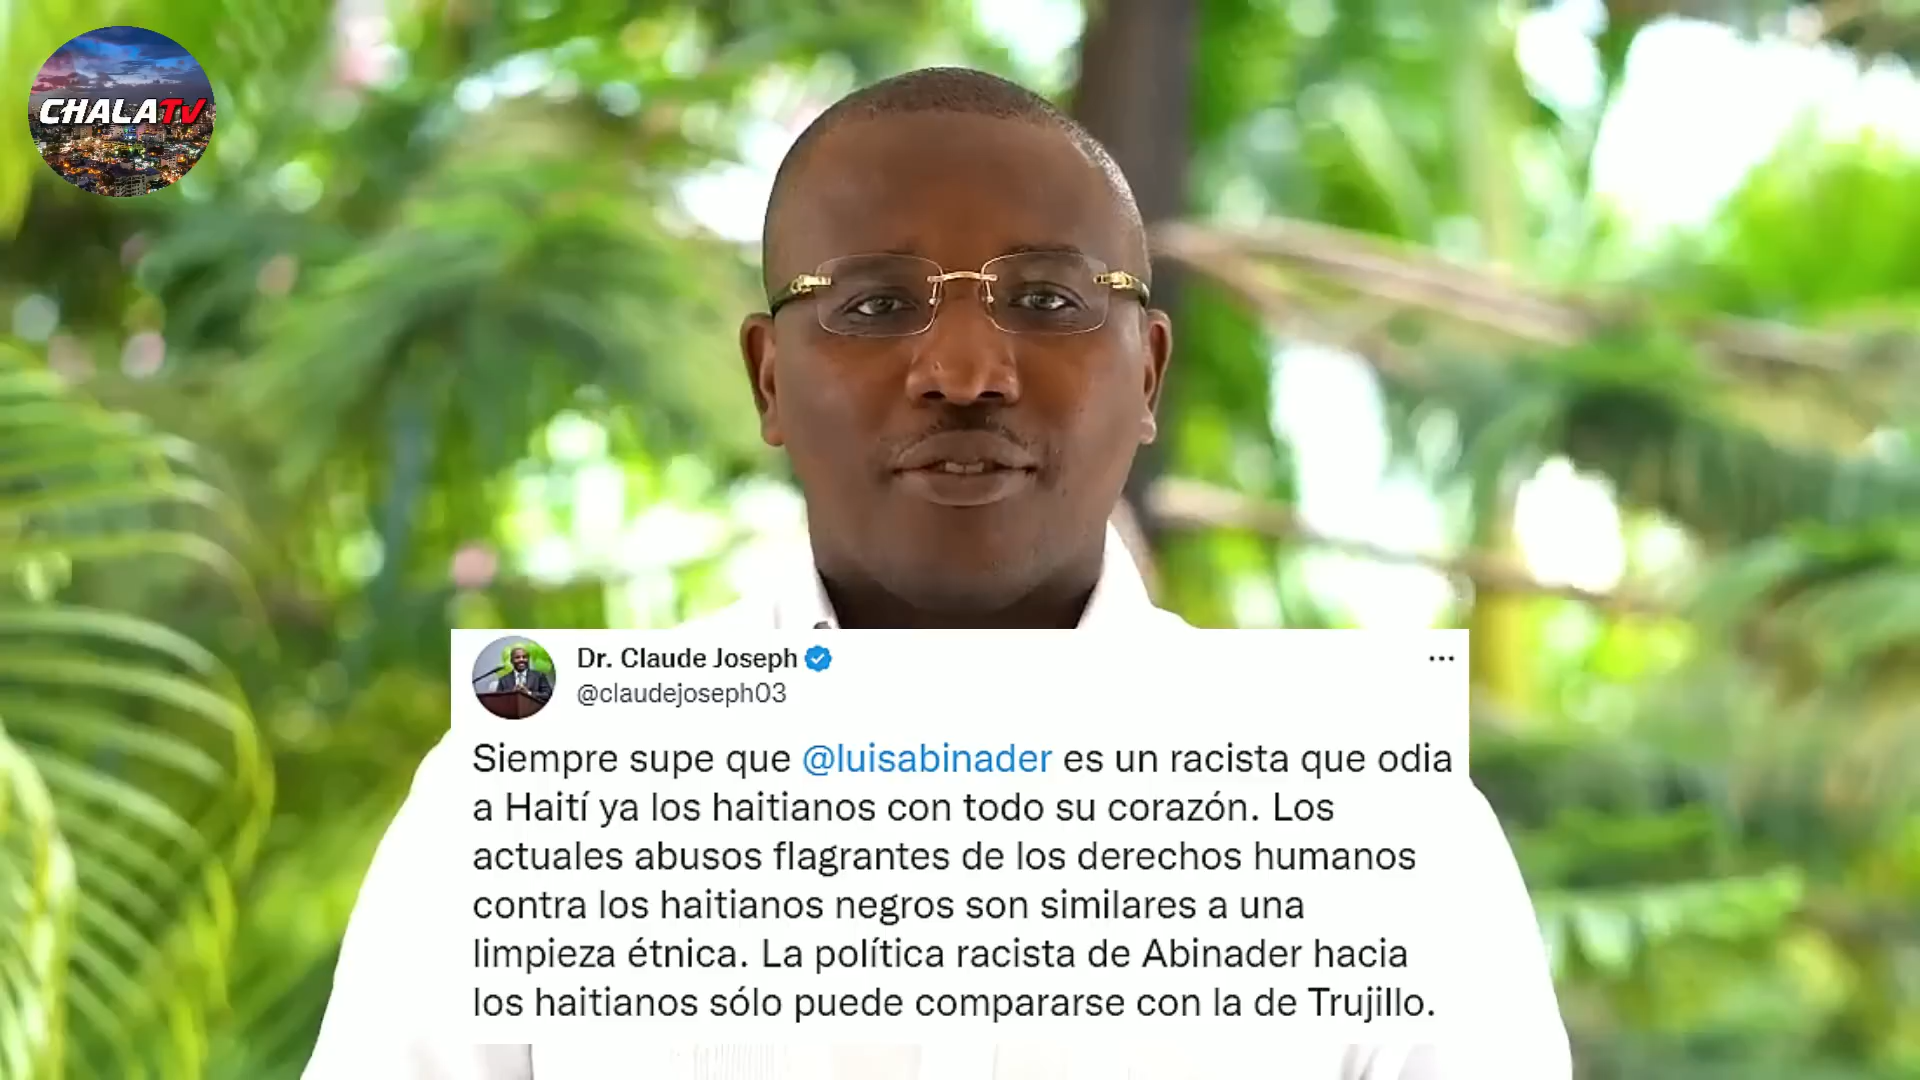 CHALATV
Dr. Claude Joseph
@claudejoseph03
Siempre supe que @luisabinader es un racista que odia
a Haití ya los haitianos con todo su corazón. Los
actuales abusos flagrantes de los derechos humanos
contra los haitianos negros son similares a una
limpieza étnica. La política racista de Abinader hacia
los haitianos sólo puede compararse con la de Trujillo.